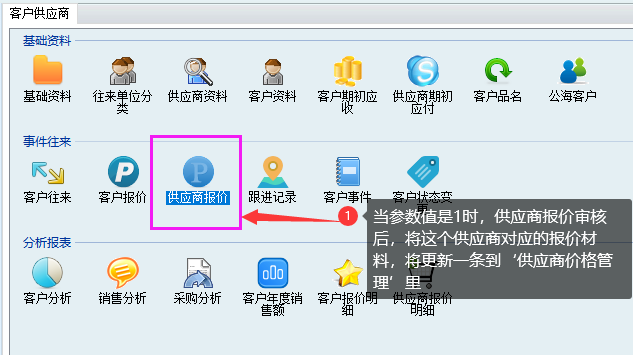 客户供应商
基础资料
基础资料 往来单位分类 供应商资料 客户资料 客户期初应收 供应商期初应付 客户品名 公海客户
事件往来
客户往来 客户报价 供应商报价 跟进记录 客户事件 客户状态变
1 当参数值是1时，供应商报价审核
后，将这个供应商对应的报价材
料，将更新一条到‘供应商价格管
理’里
分析报表
客户分析 销售分析 采购分析 客户年度销售额 客户报价明细 供应商报价明细